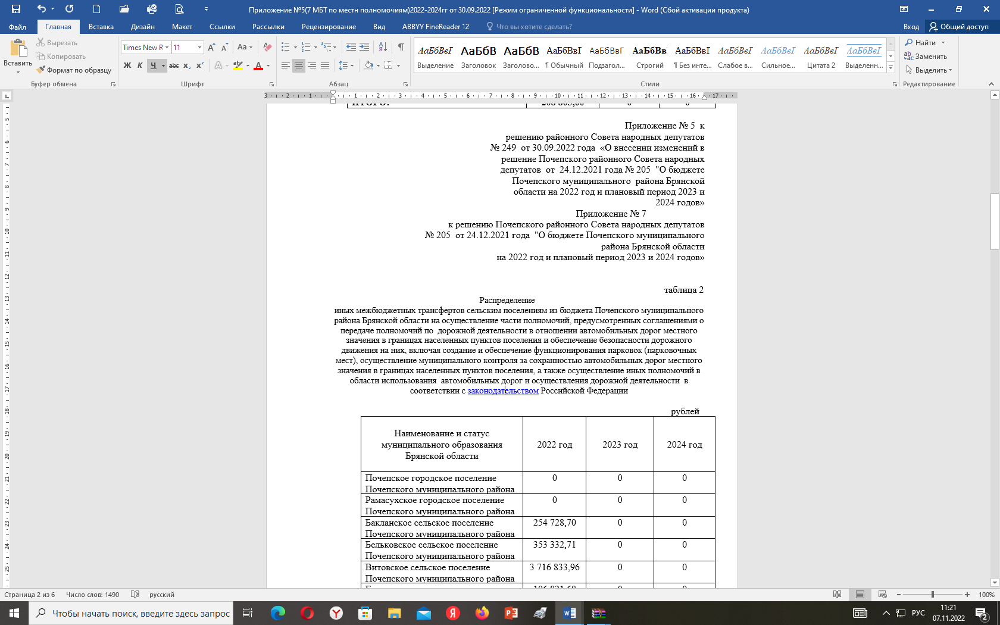 Приложение №5(7 МБТ по местн полномочиям)2022-2024гг от 30.09.2022 [Режим ограниченной функциональности] - Word (Сбой активации продукта)
Файл Главная Вставка Дизайн Макет Ссылки Рассылки Рецензирование Вид ABBYY FineReader 12 Что вы хотите сделать? Вход Общий доступ
Вставить
Вырезать
Копировать
Формат по образцу
Буфер обмена
Times New R 11
Шрифт
Абзац
АаБбВвГ АаБбВ АаБбВ АаБбВвГ АаБбВвГ АаБбВв. АаБбВвГ АаБбВвГ АаБбВвГ АаБбВвГ АаБбВвГ
Выделение Заголовок Заголово... ¶ Обычный Подзагол... Строгий ¶ Без инте... Слабое в... Сильное... Цитата 2 Выделенн...
Стили
Найти
Заменить
Выделить
Редактирование
ИТОГО:
Приложение № 5 к
решению районного Совета народных депутатов
№ 249 от 30.09.2022 года «О внесении изменений в
решение Почепского районного Совета народных
депутатов от 24.12.2021 года № 205 "О бюджете
Почепского муниципального района Брянской
области на 2022 год и плановый период 2023 и
2024 годов»
Приложение № 7
к решению Почепского районного Совета народных депутатов
№ 205 от 24.12.2021 года "О бюджете Почепского муниципального
района Брянской области
на 2022 год и плановый период 2023 и 2024 годов»
таблица 2
Распределение
иных межбюджетных трансфертов сельским поселениям из бюджета Почепского муниципального
района Брянской области на осуществление части полномочий, предусмотренных соглашениями о
передаче полномочий по дорожной деятельности в отношении автомобильных дорог местного
значения в границах населенных пунктов поселения и обеспечение безопасности дорожного
движения на них, включая создание и обеспечение функционирования парковок (парковочных
мест), осуществление муниципального контроля за сохранностью автомобильных дорог местного
значения в границах населенных пунктов поселения, а также осуществление иных полномочий в
области использования автомобильных дорог и осуществления дорожной деятельности в
соответствии с законодательством Российской Федерации
рублей
Наименование и статус
муниципального образования
Брянской области
2022 год 2023 год 2024 год
Почепское городское поселение 0 0 0
Почепского муниципального района
Рамасухское городское поселение 0 0 0
Почепского муниципального района
Бакланское сельское поселение 254 728,70 0 0
Почепского муниципального района
Бельковское сельское поселение 353 332,71 0 0
Почепского муниципального района
Витовское сельское поселение 3 716 833,96 0 0
Почепского муниципального района
Страница 2 из 6 Число слов: 1490 русский 100%
Чтобы начать поиск, введите здесь запрос
РУС
11:21
07.11.2022
2